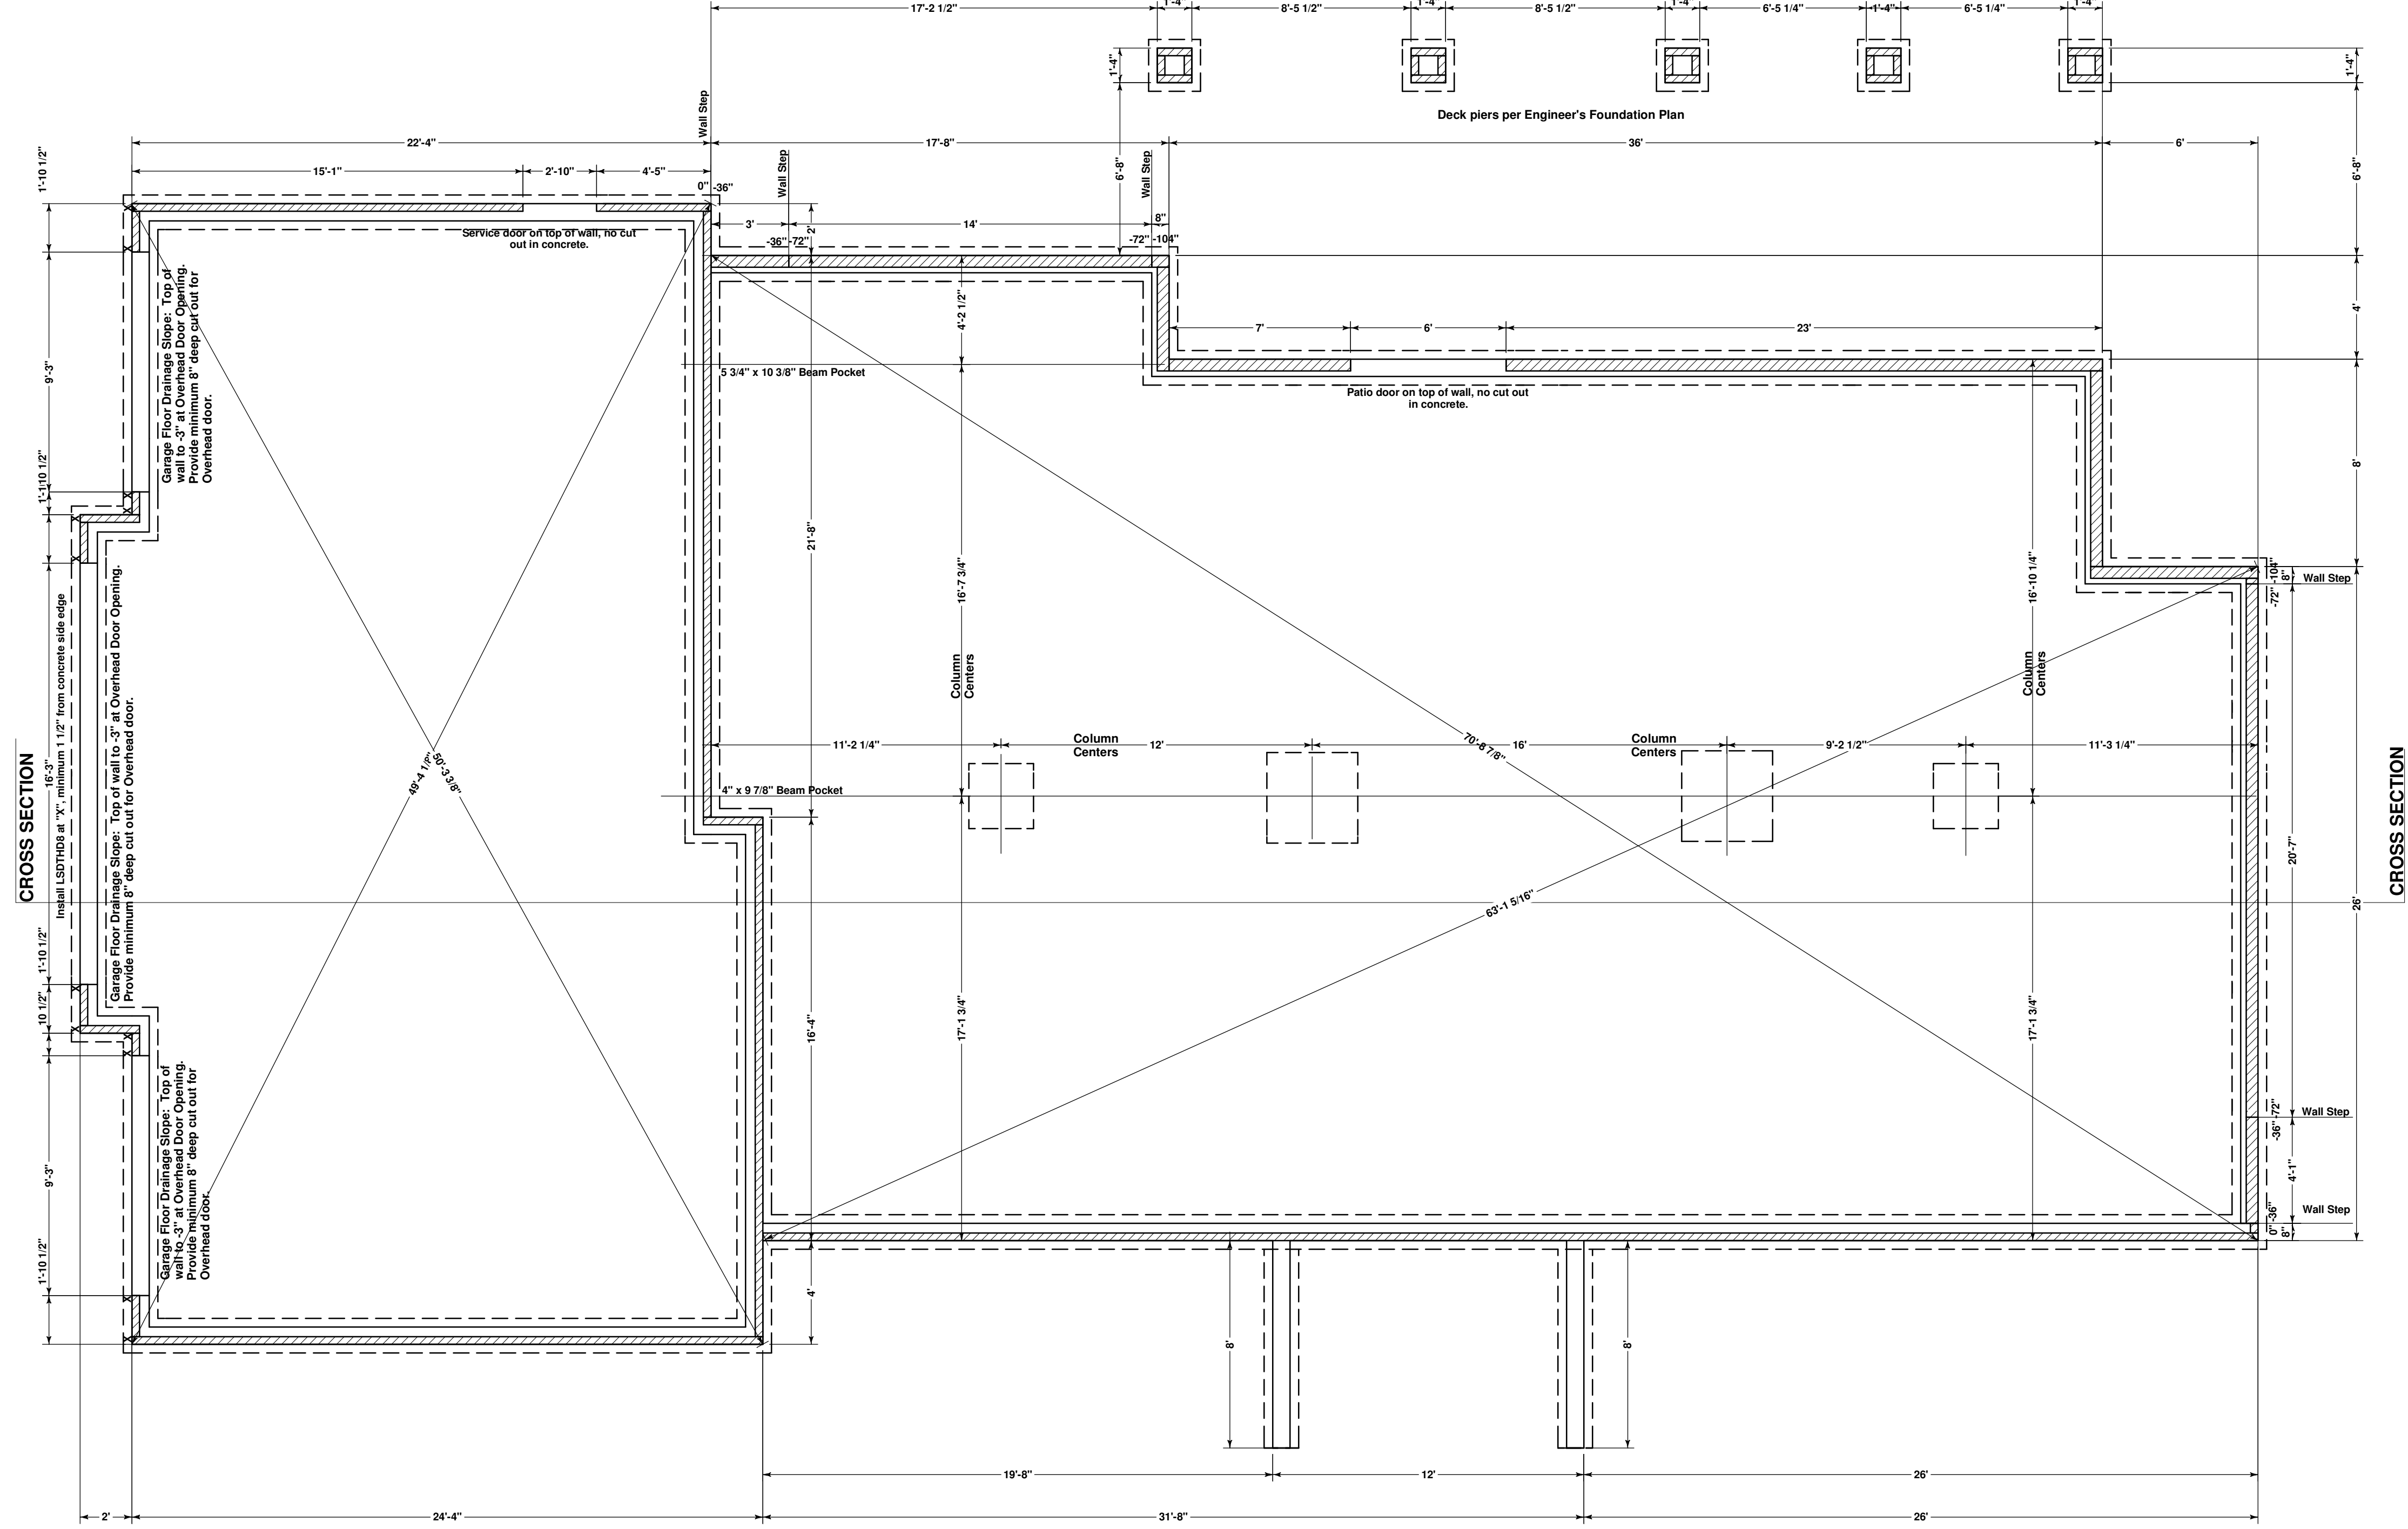 17'-2 1/2"
1'-4"
8'-5 1/2"
1'-4"
8'-5 1/2"
1'-4"
6'-5 1/4"
1'-4"
6'-5 1/4"
1'-4"
1'-4"
1'-4"
Deck piers per Engineer's Foundation Plan
Wall Step
22'-4"
17'-8"
36'
6'
1'-10 1/2"
15'-1"
2'-10"
4'-5"
Wall Step
6'-8"
Wall Step
6'-8"
0"
-36"
3'
2'
14'
8"
Service door on top of wall, no cut
out in concrete.
-36"
-72"
-72"
-104"
Garage Floor Drainage Slope: Top of
wall to -3" at Overhead Door Opening.
Provide minimum 8" deep cut out for
Overhead door.
9'-3"
4'-2 1/2"
4'
7'
6'
23'
5 3/4" x 10 3/8" Beam Pocket
Patio door on top of wall, no cut out
in concrete.
8'
1'-10 1/2"
X
X
X
X
X
X
21'-8"
16'-7 3/4"
16'-10 1/4"
-104"
8"
-72"
Wall Step
Install LSDTHD8 at "X", minimum 1 1/2" from concrete side edge
16'-3"
Garage Floor Drainage Slope: Top of wall to -3" at Overhead Door Opening.
Provide minimum 8" deep cut out for Overhead door.
Column
Centers
Column
Centers
11'-2 1/4"
Column
Centers
12'
16'
Column
Centers
9'-2 1/2"
11'-3 1/4"
70'-8 7/8"
49'-4 1/8"
50'-3 3/8"
4" x 9 7/8" Beam Pocket
CROSS SECTION
CROSS SECTION
63'-1 5/16"
20'-7"
26'
1'-10 1/2"
10 1/2"
X
X
X
X
16'-4"
17'-1 3/4"
17'-1 3/4"
Garage Floor Drainage Slope: Top of
wall to -3" at Overhead Door Opening.
Provide minimum 8" deep cut out for
Overhead door.
9'-3"
-72"
-36"
Wall Step
4'-1"
-36"
0"
8"
Wall Step
1'-10 1/2"
X
X
4'
8'
8'
19'-8"
12'
26'
2'
24'-4"
31'-8"
26'